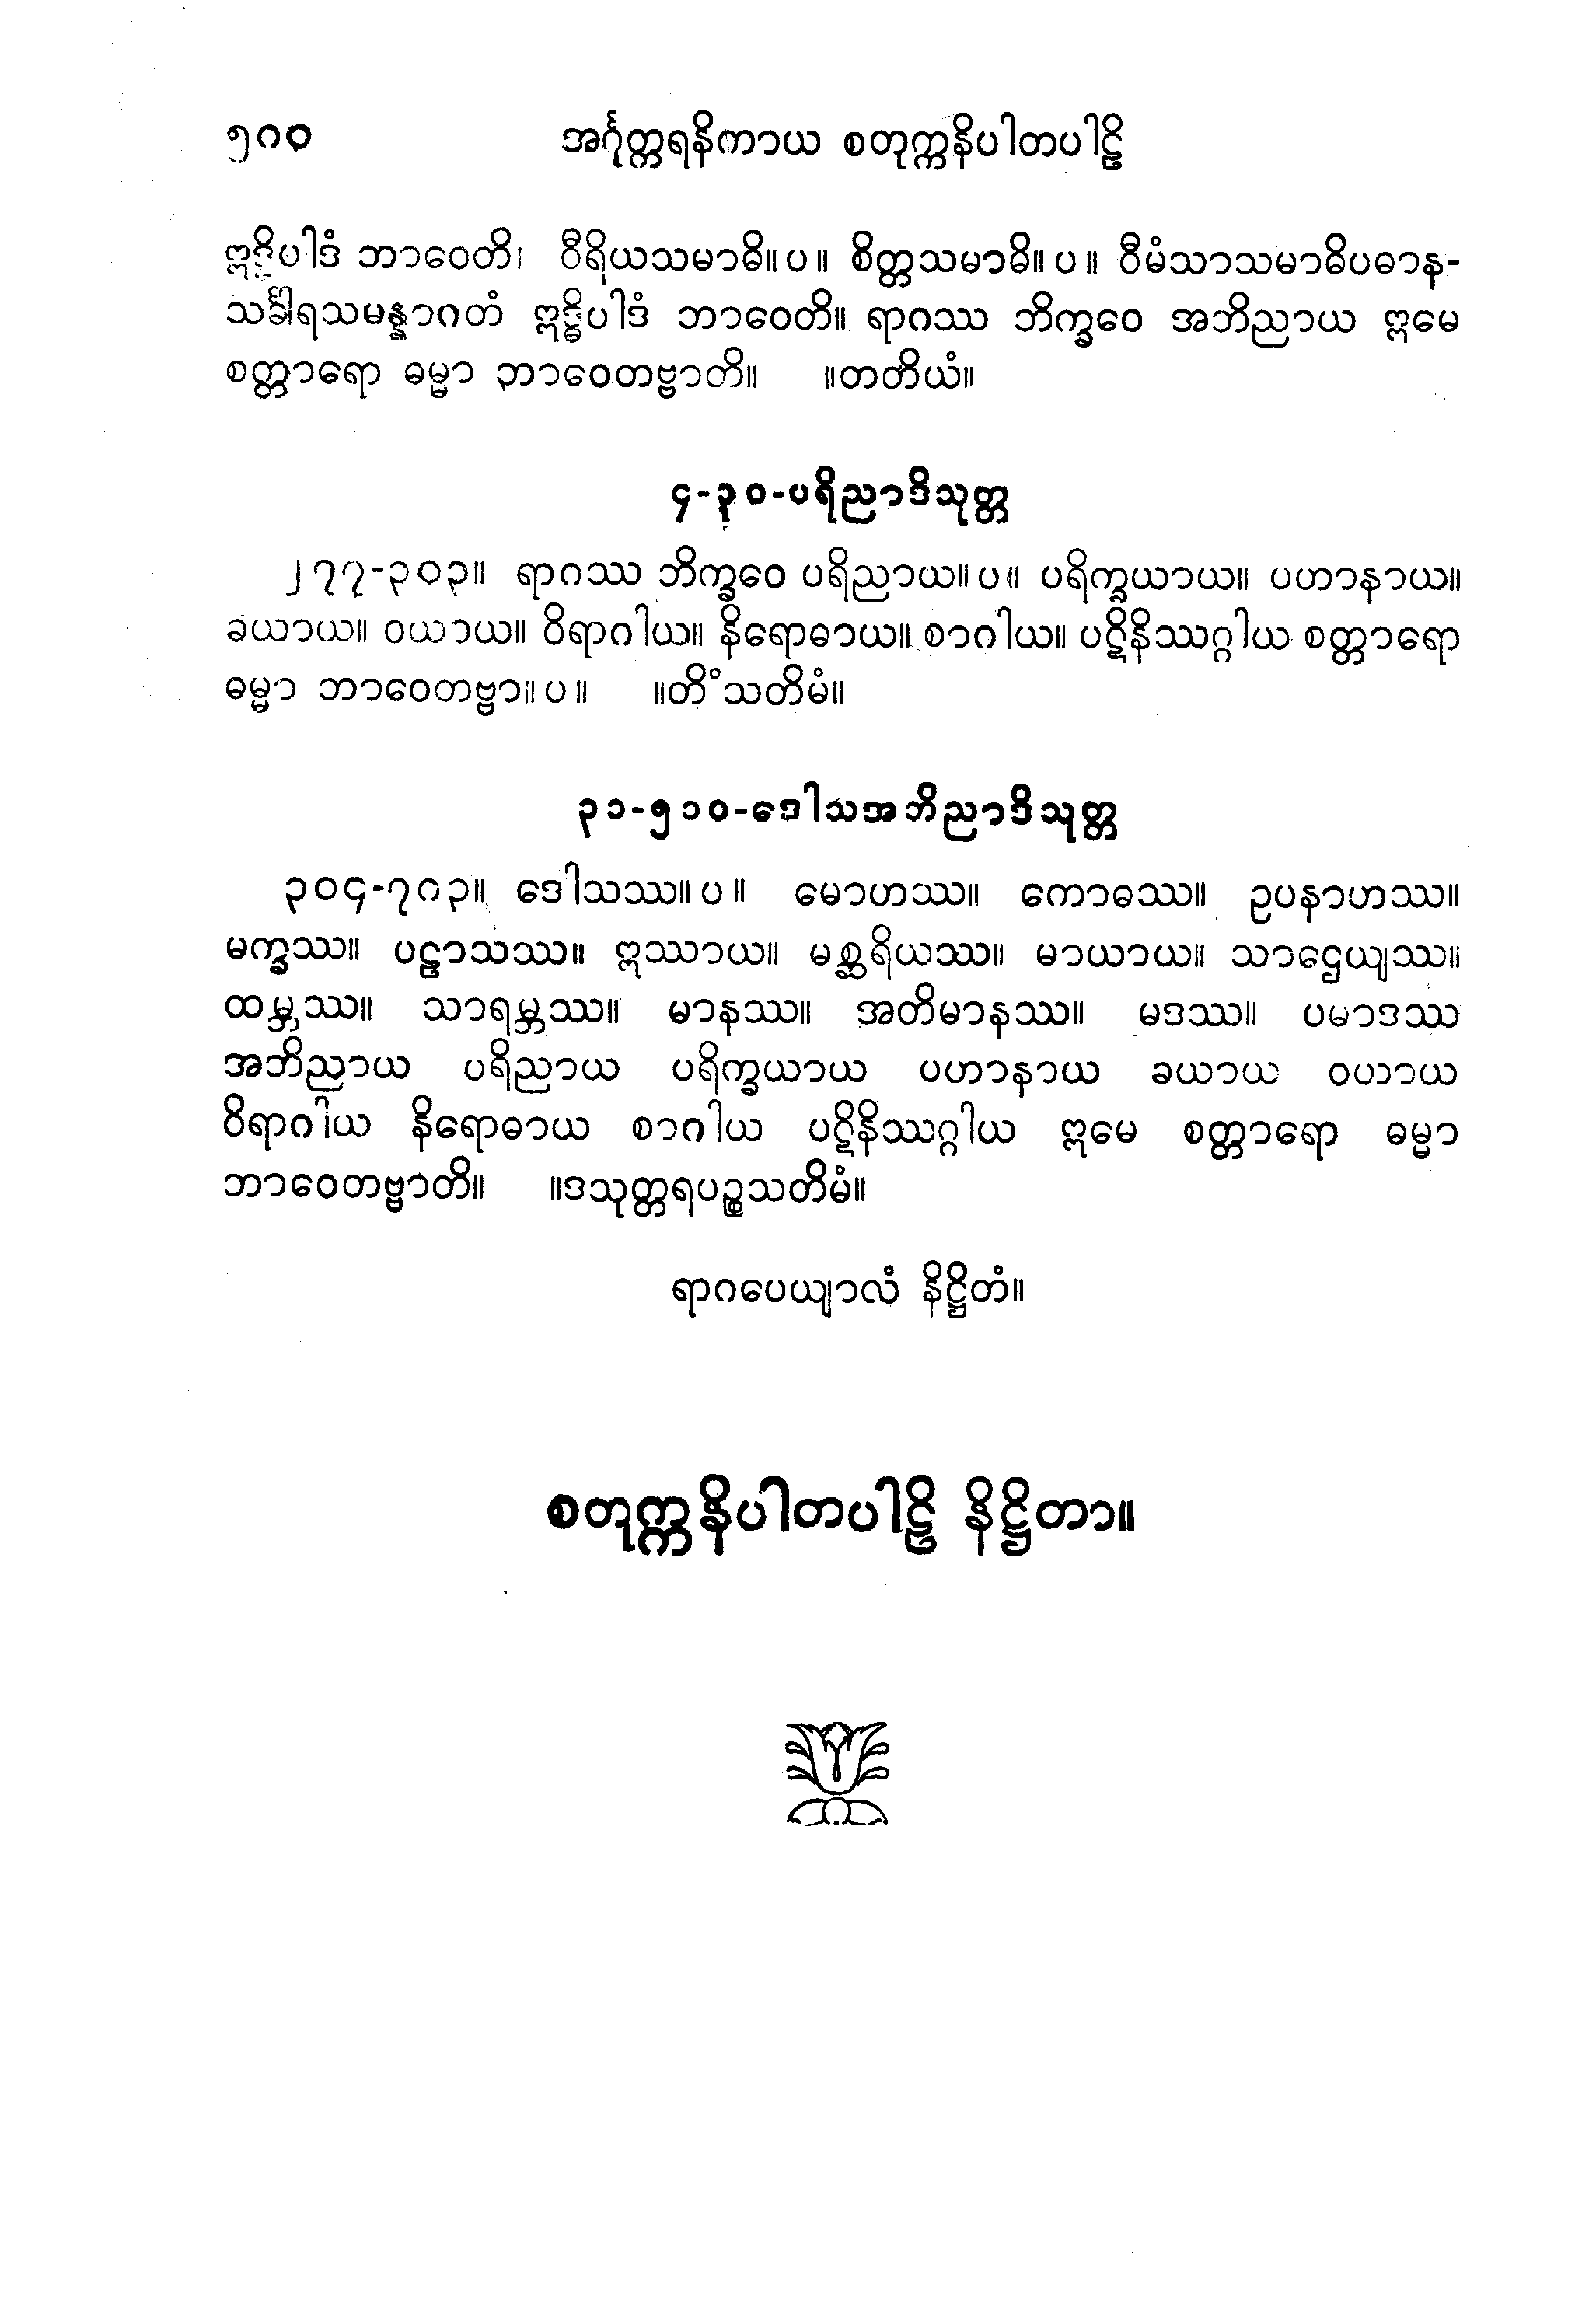 ၅၈၀ အင်္ဂုတ္တရနိကာယ စတုက္ကနိပါတပါဠိ
ဣဒ္ဓိပါဒံ ဘာဝေတိ၊ ဝီရိယသမာဓိ။ပ။ စိတ္တသမာဓိ။ပ။ ဝီမံသာသမာဓိပဓာန-
သင်္ခါရသမန္နာဂတံ ဣဒ္ဓိပါဒံ ဘာဝေတိ။ ရာဂဿ ဘိက္ခဝေ အဘိညာယ ဣမေ
စတ္တာရော ဓမ္မာ ဘာဝေတဗ္ဗာတိ။ ။တတိယံ။
၄-၃၀-ပရိညာဒိသုတ္တ
၂၇၇-၃၀၃။ ရာဂဿ ဘိက္ခဝေ ပရိညာယ။ပ။ ပရိက္ခယာယ။ ပဟာနာယ။
ခယာယ။ ဝယာယ။ ဝိရာဂါယ။ နိရောဓာယ။ စာဂါယ။ ပဋိနိဿဂ္ဂါယ စတ္တာရော
ဓမ္မာ ဘာဝေတဗ္ဗာ။ပ။ ။တိံသတိမံ။
၃၁-၅၁၀-ဒေါသအဘိညာဒိသုတ္တ
၃၀၄-၇၈၃။ ဒေါသဿ။ပ။ မောဟဿ။ ကောဓဿ။ ဥပနာဟဿ။
မက္ခဿ။ ပဠာသဿ။ ဣဿာယ။ မစ္ဆရိယဿ။ မာယာယ။ သာဌေယျဿ။
ထမ္ဘဿ။ သာရမ္ဘဿ။ မာနဿ။ အတိမာနဿ။ မဒဿ။ ပမာဒဿ
အဘိညာယ ပရိညာယ ပရိက္ခယာယ ပဟာနာယ ခယာယ ဝယာယ
ဝိရာဂါယ နိရောဓာယ စာဂါယ ပဋိနိဿဂ္ဂါယ ဣမေ စတ္တာရော ဓမ္မာ
ဘာဝေတဗ္ဗာတိ။ ။ဒသုတ္တရပဉ္စသတိမံ။
ရာဂပေယျာလံ နိဋ္ဌိတံ။
စတုက္ကနိပါတပါဠိ နိဋ္ဌိတာ။